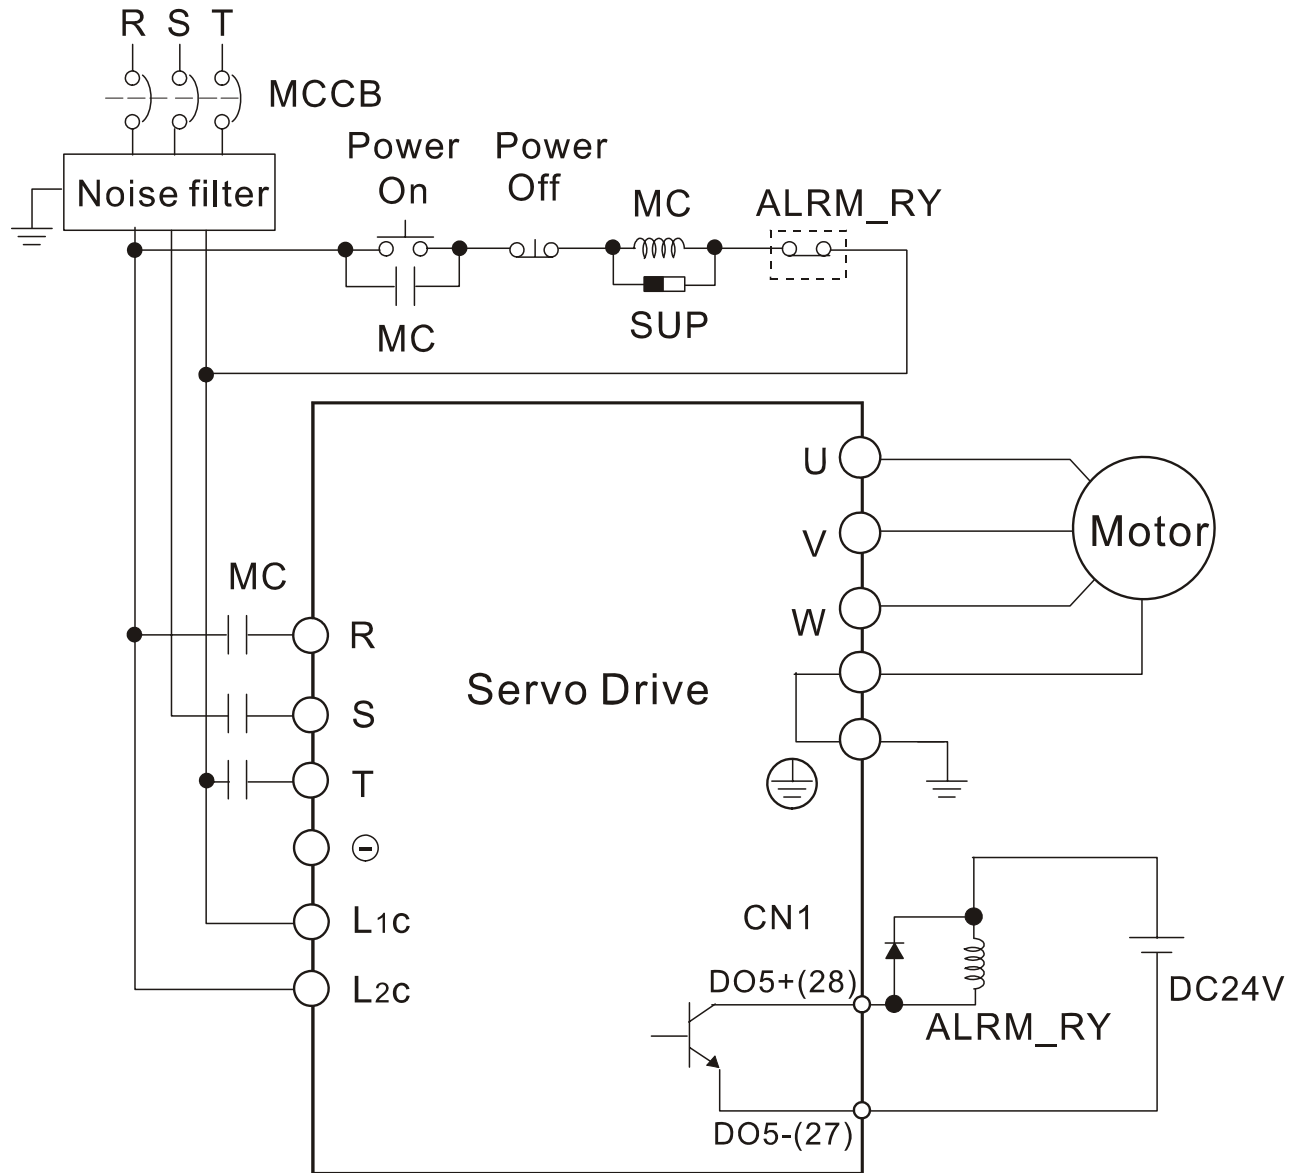 R S T
MCCB
Power
On
Power
Off
MC
ALRM_RY
Noise filter
MC
SUP
U
V
W
Motor
MC
R
S
T
Servo Drive
L1c
L2c
CN1
DO5+(28)
DO5-(27)
ALRM_RY
DC24V